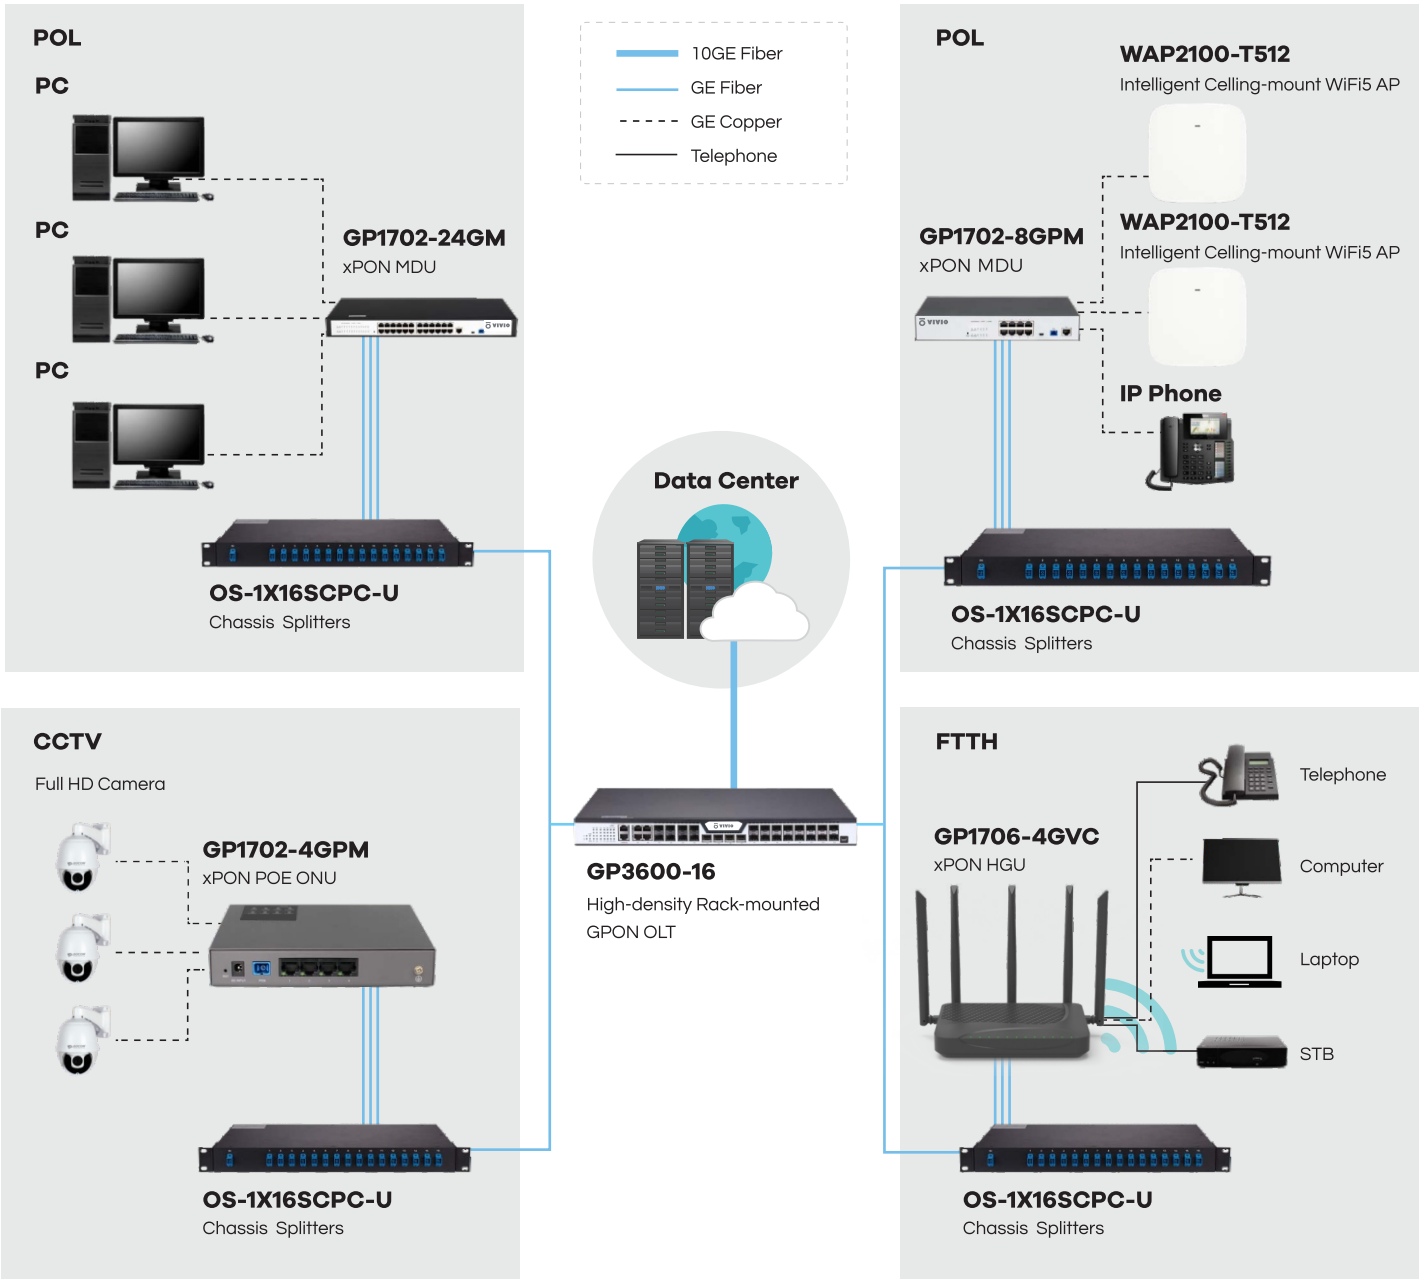 POL
PC
PC
PC
GP1702-24GM
xPON MDU
VIVIO
OS-1X16SCPC-U
Chassis Splitters
10GE Fiber
GE Fiber
GE Copper
Telephone
POL
WAP2100-T512
Intelligent Celling-mount WiFi5 AP
WAP2100-T512
Intelligent Celling-mount WiFi5 AP
GP1702-8GPM
xPON MDU
VIVIO
IP Phone
OS-1X16SCPC-U
Chassis Splitters
Data Center
VIVIO
GP3600-16
High-density Rack-mounted
GPON OLT
CCTV
Full HD Camera
GP1702-4GPM
xPON POE ONU
OS-1X16SCPC-U
Chassis Splitters
FTTH
Telephone
GP1706-4GVC
xPON HGU
Computer
Laptop
STB
OS-1X16SCPC-U
Chassis Splitters